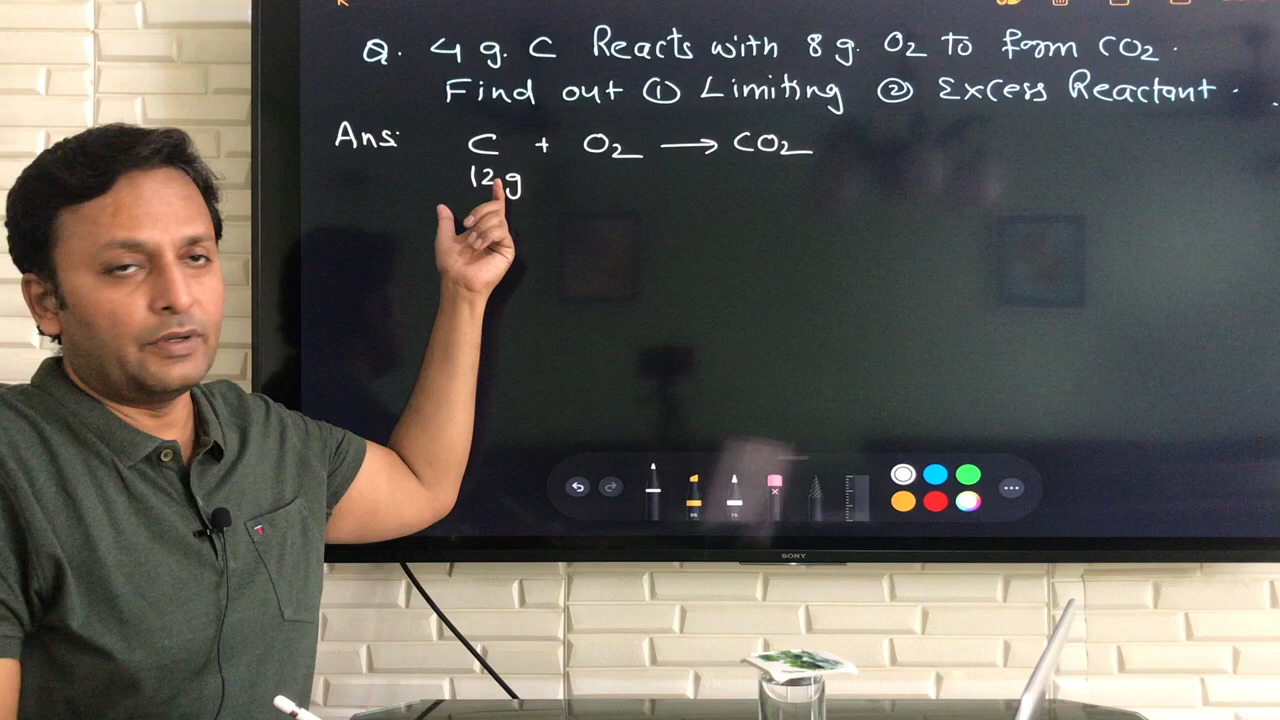 Q. 4 g. C Reacts with 8 g. O2 To form CO2.
Find out ① Limiting ② Excess Reactant.
Ans: C + O2 → CO2
12g
SONY